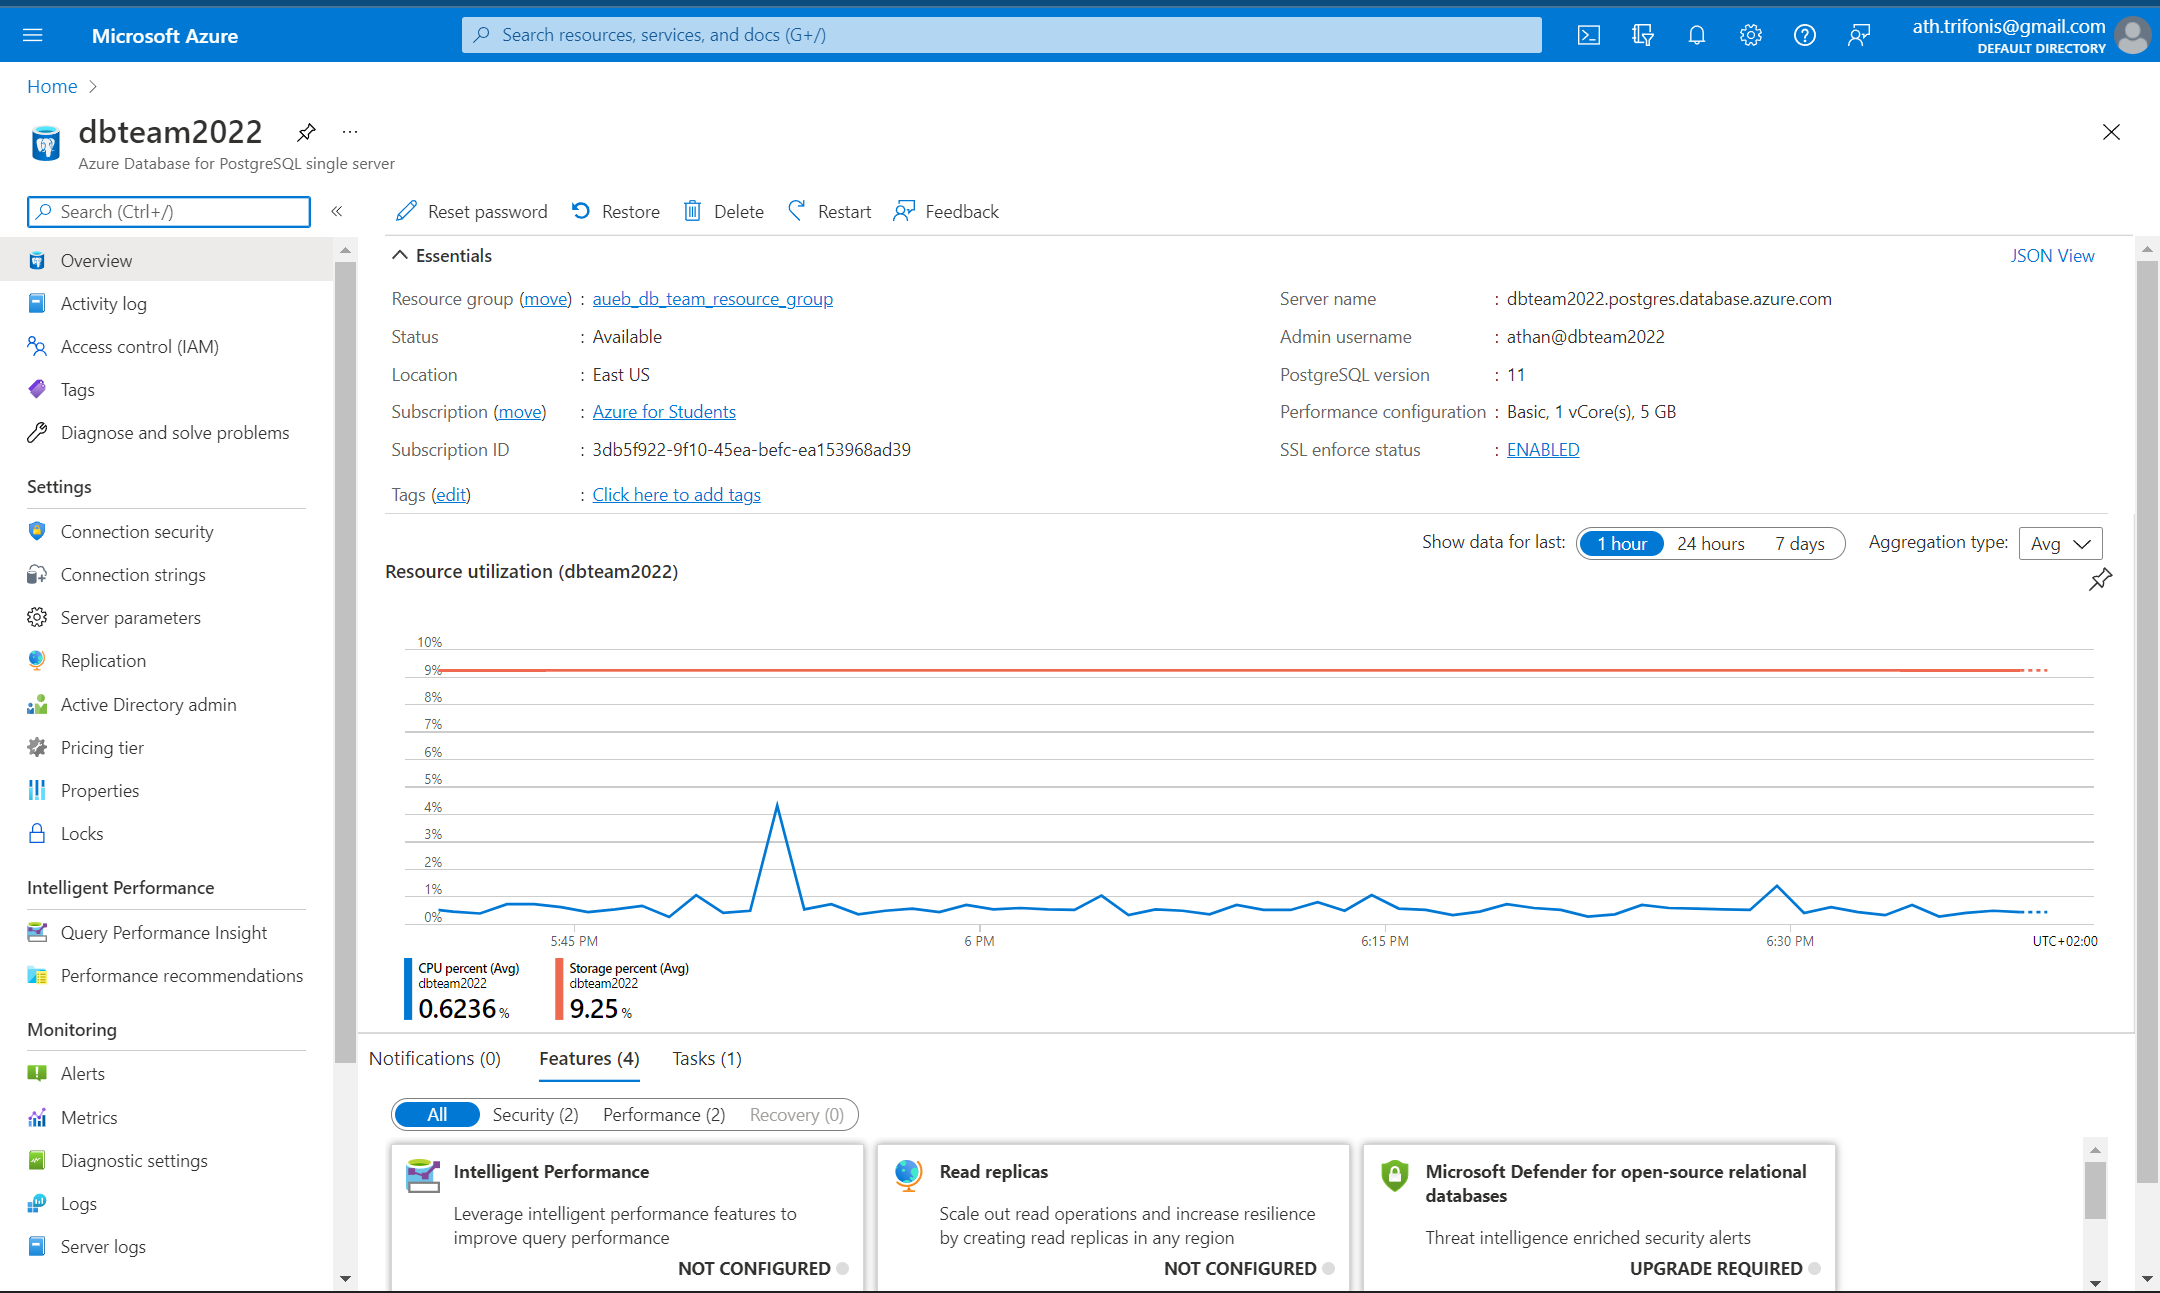 Microsoft Azure
Search resources, services, and docs (G+/)
ath.trifonis@gmail.com
DEFAULT DIRECTORY
Home
dbteam2022
Azure Database for PostgreSQL single server
Search (Ctrl+/)
Overview
Activity log
Access control (IAM)
Tags
Diagnose and solve problems
Settings
Connection security
Connection strings
Server parameters
Replication
Active Directory admin
Pricing tier
Properties
Locks
Intelligent Performance
Query Performance Insight
Performance recommendations
Monitoring
Alerts
Metrics
Diagnostic settings
Logs
Server logs
Reset password Restore Delete Restart Feedback
Essentials
JSON View
Resource group (move) : aueb_db_team_resource_group
Status : Available
Location : East US
Subscription (move) : Azure for Students
Subscription ID : 3db5f922-9f10-45ea-befc-ea153968ad39
Tags (edit) : Click here to add tags
Server name : dbteam2022.postgres.database.azure.com
Admin username : athan@dbteam2022
PostgreSQL version : 11
Performance configuration : Basic, 1 vCore(s), 5 GB
SSL enforce status : ENABLED
Show data for last: 1 hour 24 hours 7 days Aggregation type: Avg
Resource utilization (dbteam2022)
10%
9%
8%
7%
6%
5%
4%
3%
2%
1%
0%
5:45 PM 6 PM 6:15 PM 6:30 PM UTC+02:00
CPU percent (Avg)
dbteam2022
0.6236 %
Storage percent (Avg)
dbteam2022
9.25 %
Notifications (0) Features (4) Tasks (1)
All Security (2) Performance (2) Recovery (0)
Intelligent Performance
Leverage intelligent performance features to
improve query performance
NOT CONFIGURED
Read replicas
Scale out read operations and increase resilience
by creating read replicas in any region
NOT CONFIGURED
Microsoft Defender for open-source relational
databases
Threat intelligence enriched security alerts
UPGRADE REQUIRED